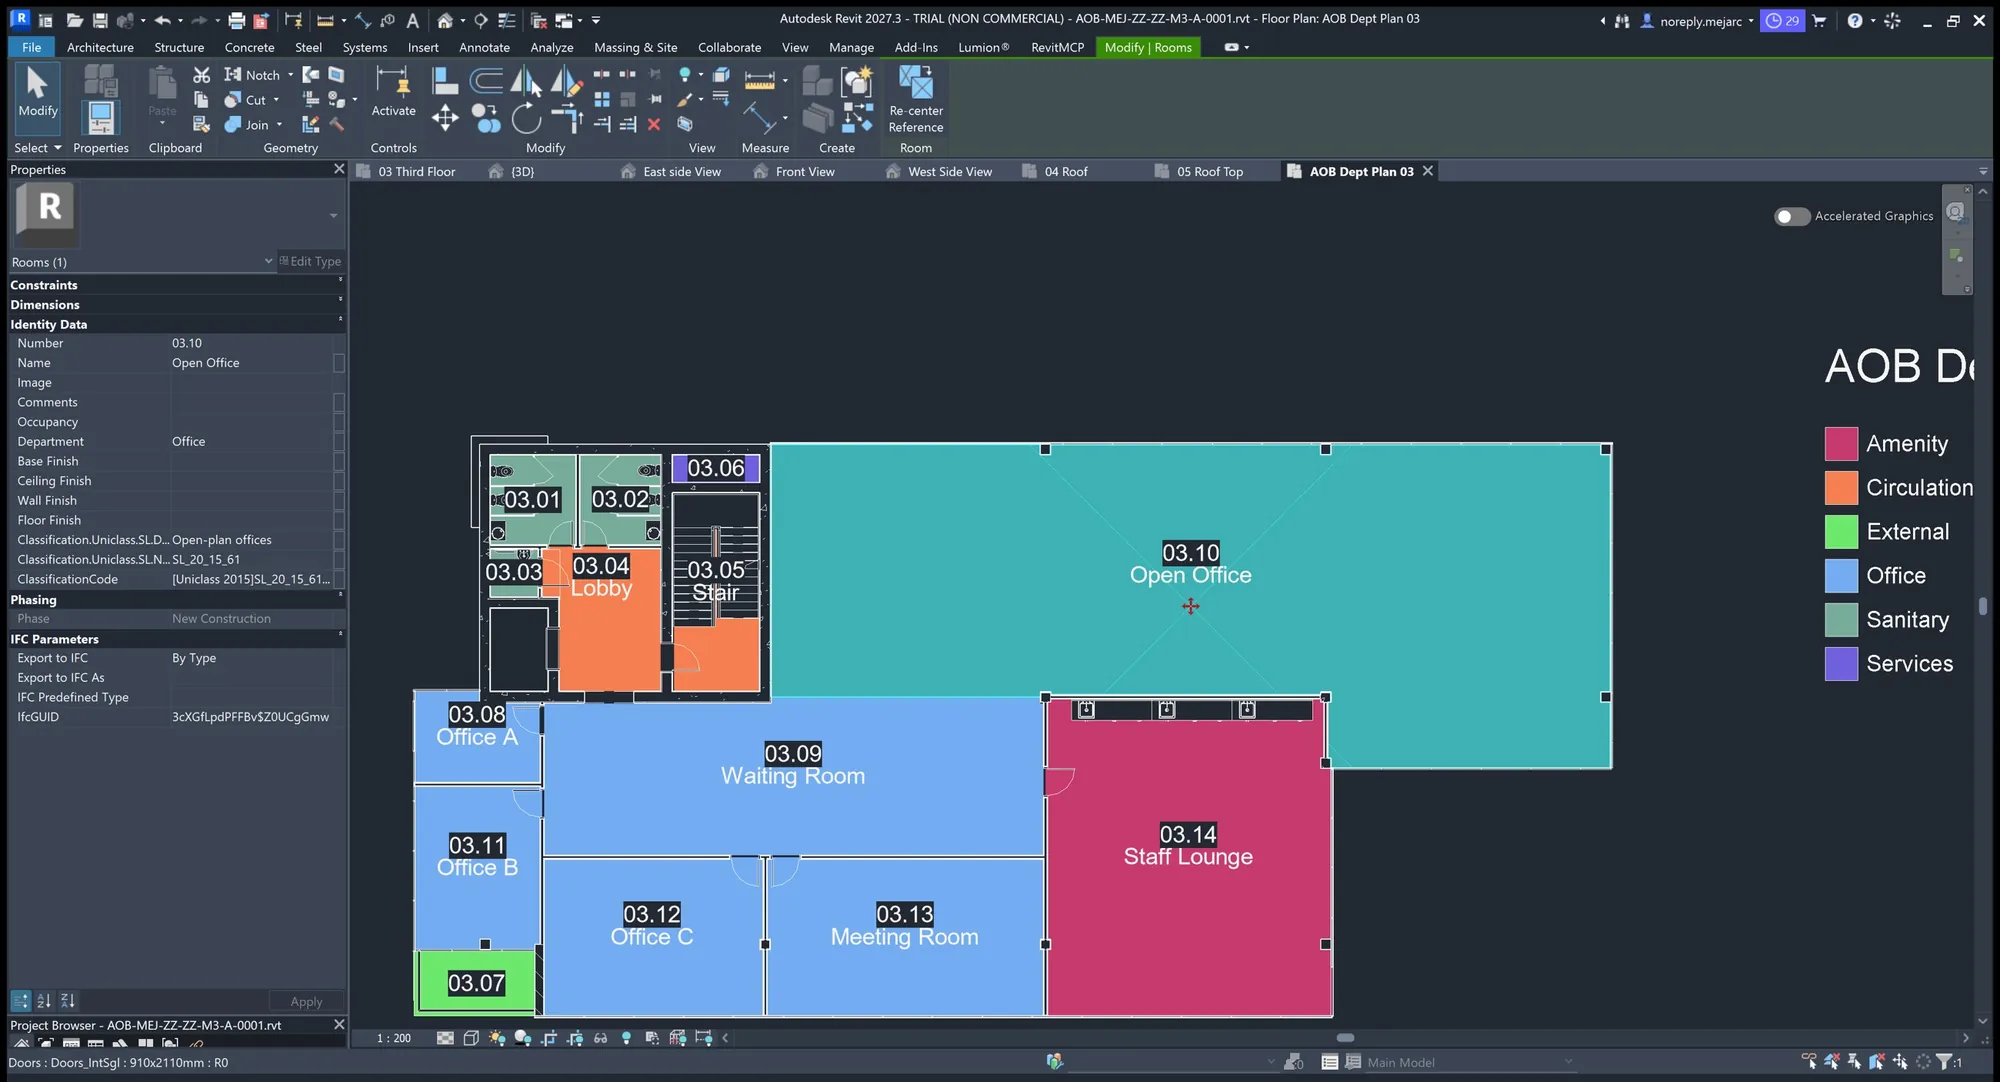 Autodesk Revit 2027.3 - TRIAL (NON COMMERCIAL) - AOB-MEJ-ZZ-ZZ-M3-A-0001.rvt - Floor Plan: AOB Dept Plan 03
noreply.mejarc
29
File Architecture Structure Concrete Steel Systems Insert Annotate Analyze Massing & Site Collaborate View Manage Add-Ins Lumion® RevitMCP Modify | Rooms
Modify
Paste
Notch
Cut
Join
Activate
Re-center
Reference
Select Properties Clipboard Geometry Controls Modify View Measure Create Room
Properties
03 Third Floor {3D} East side View Front View West Side View 04 Roof 05 Roof Top AOB Dept Plan 03
R
Rooms (1)
Edit Type
Constraints
Dimensions
Identity Data
Number 03.10
Name Open Office
Image
Comments
Occupancy
Department Office
Base Finish
Ceiling Finish
Wall Finish
Floor Finish
Classification.Uniclass.SL.D... Open-plan offices
Classification.Uniclass.SL.N... SL_20_15_61
ClassificationCode [Uniclass 2015]SL_20_15_61...
Phasing
Phase New Construction
IFC Parameters
Export to IFC By Type
Export to IFC As
IFC Predefined Type
IfcGUID 3cXGfLpdPFFBv$Z0UCgGmw
Apply
Project Browser - AOB-MEJ-ZZ-ZZ-M3-A-0001.rvt
Accelerated Graphics
AOB De
Amenity
Circulation
External
Office
Sanitary
Services
03.01
03.02
03.06
03.03
03.04
Lobby
03.05
Stair
03.10
Open Office
03.08
Office A
03.09
Waiting Room
03.11
Office B
03.14
Staff Lounge
03.12
Office C
03.13
Meeting Room
03.07
1 : 200
Doors : Doors_IntSgl : 910x2110mm : R0
:0
Main Model
:1